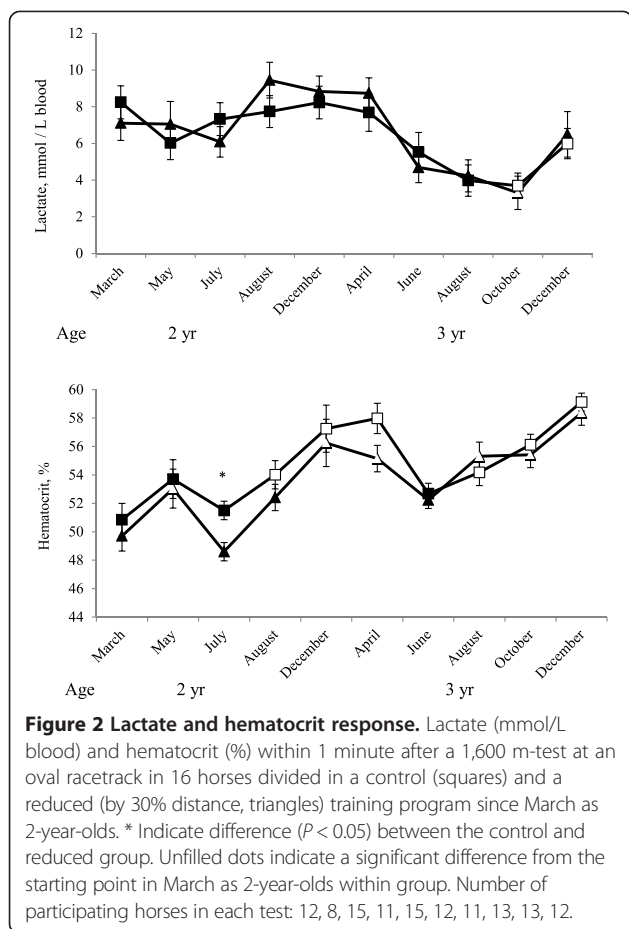 12
10
8
6
4
2
0
Lactate, mmol / L blood
March
May
July
August
December
April
June
August
October
December
Age 2 yr 3 yr
60
58
56
54
52
50
48
46
44
Hematocrit, %
*
March
May
July
August
December
April
June
August
October
December
Age 2 yr 3 yr
Figure 2 Lactate and hematocrit response. Lactate (mmol/L
blood) and hematocrit (%) within 1 minute after a 1,600 m-test at an
oval racetrack in 16 horses divided in a control (squares) and a
reduced (by 30% distance, triangles) training program since March as
2-year-olds. * Indicate difference (P < 0.05) between the control and
reduced group. Unfilled dots indicate a significant difference from the
starting point in March as 2-year-olds within group. Number of
participating horses in each test: 12, 8, 15, 11, 15, 12, 11, 13, 13, 12.